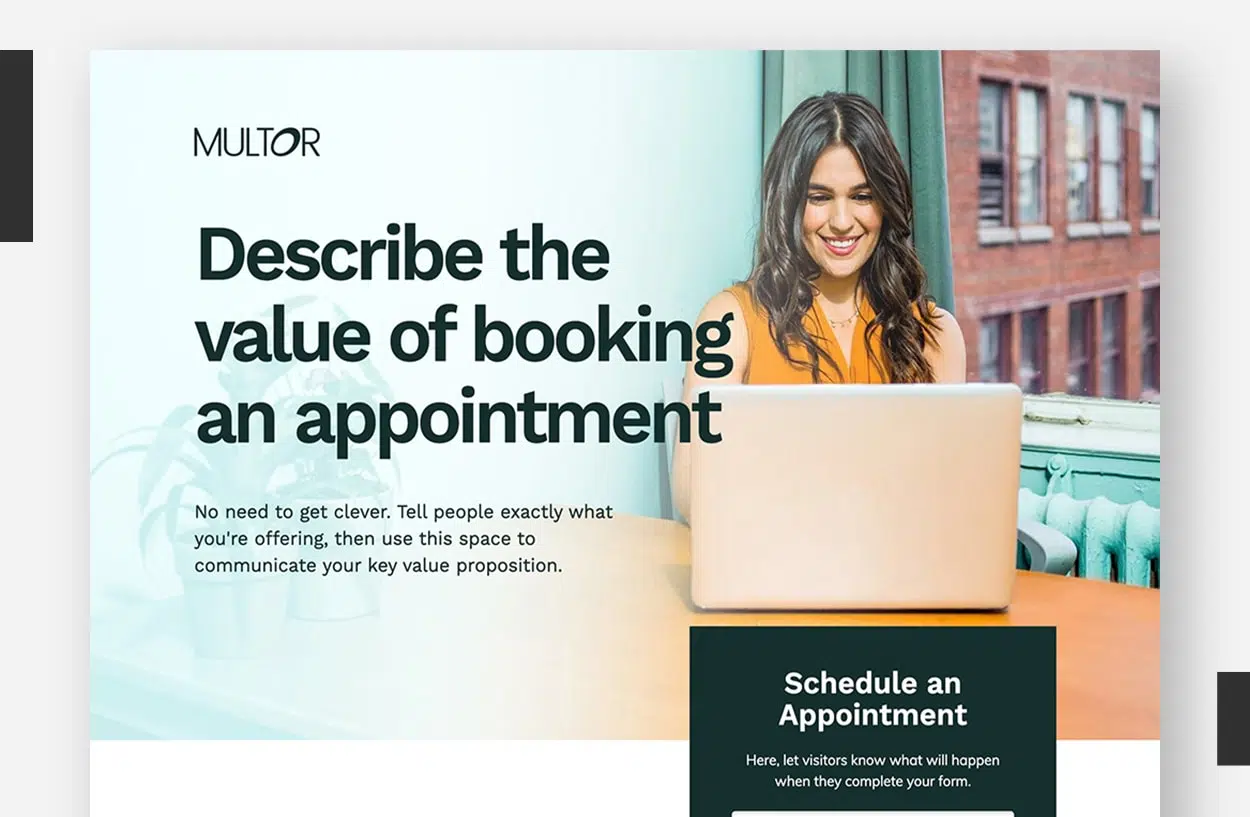 MULTOR
Describe the
value of booking
an appointment
No need to get clever. Tell people exactly what
you're offering, then use this space to
communicate your key value proposition.
Schedule an
Appointment
Here, let visitors know what will happen
when they complete your form.